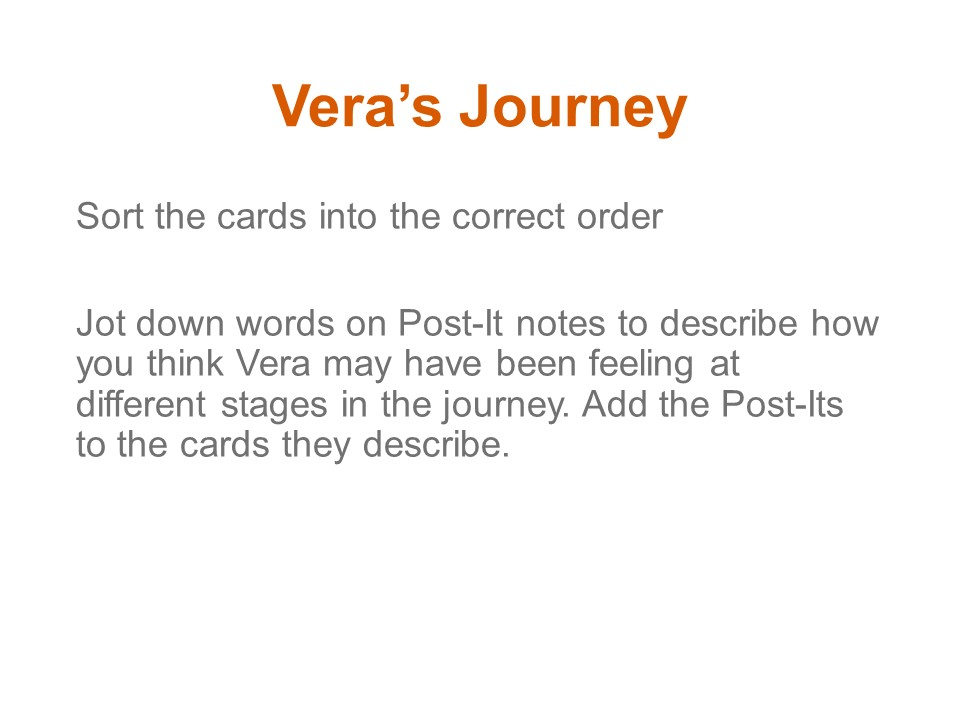 Vera’s Journey
Sort the cards into the correct order
Jot down words on Post-It notes to describe how
you think Vera may have been feeling at
different stages in the journey. Add the Post-Its
to the cards they describe.